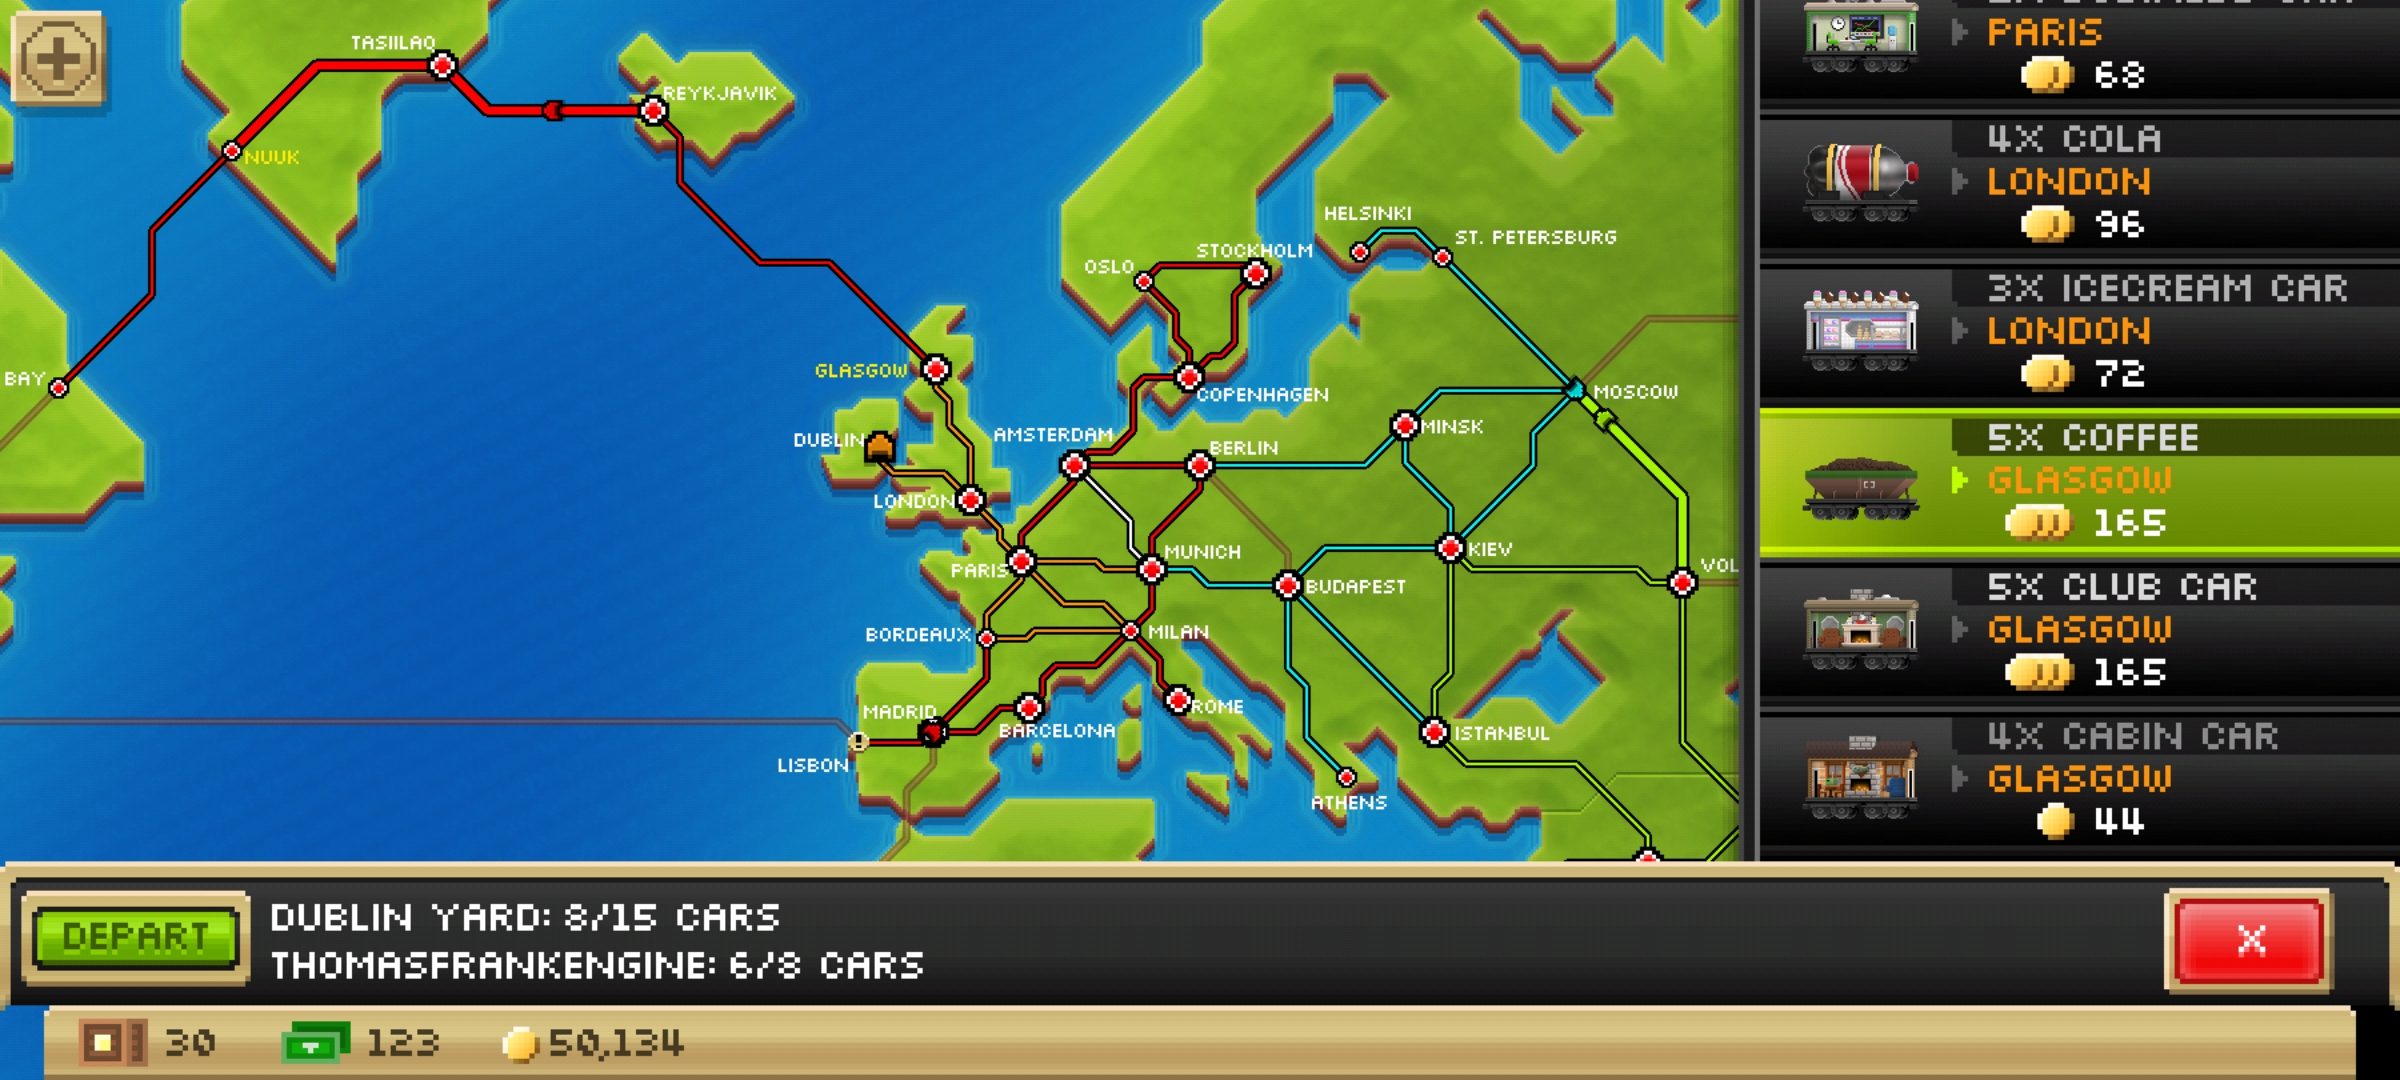 TASIILAQ
REYKJAVIK
NUUK
BAY
HELSINKI
ST. PETERSBURG
STOCKHOLM
OSLO
GLASGOW
COPENHAGEN
MOSCOW
MINSK
DUBLIN
AMSTERDAM
BERLIN
LONDON
MUNICH
KIEV
VOL
PARIS
BUDAPEST
BORDEAUX
MILAN
MADRID
ROME
BARCELONA
ISTANBUL
LISBON
ATHENS
PARIS
68
4X COLA
LONDON
96
3X ICECREAM CAR
LONDON
72
5X COFFEE
GLASGOW
165
5X CLUB CAR
GLASGOW
165
4X CABIN CAR
GLASGOW
44
DEPART
DUBLIN YARD: 8/15 CARS
THOMASFRANKENGINE: 6/8 CARS
X
30
123
50,134